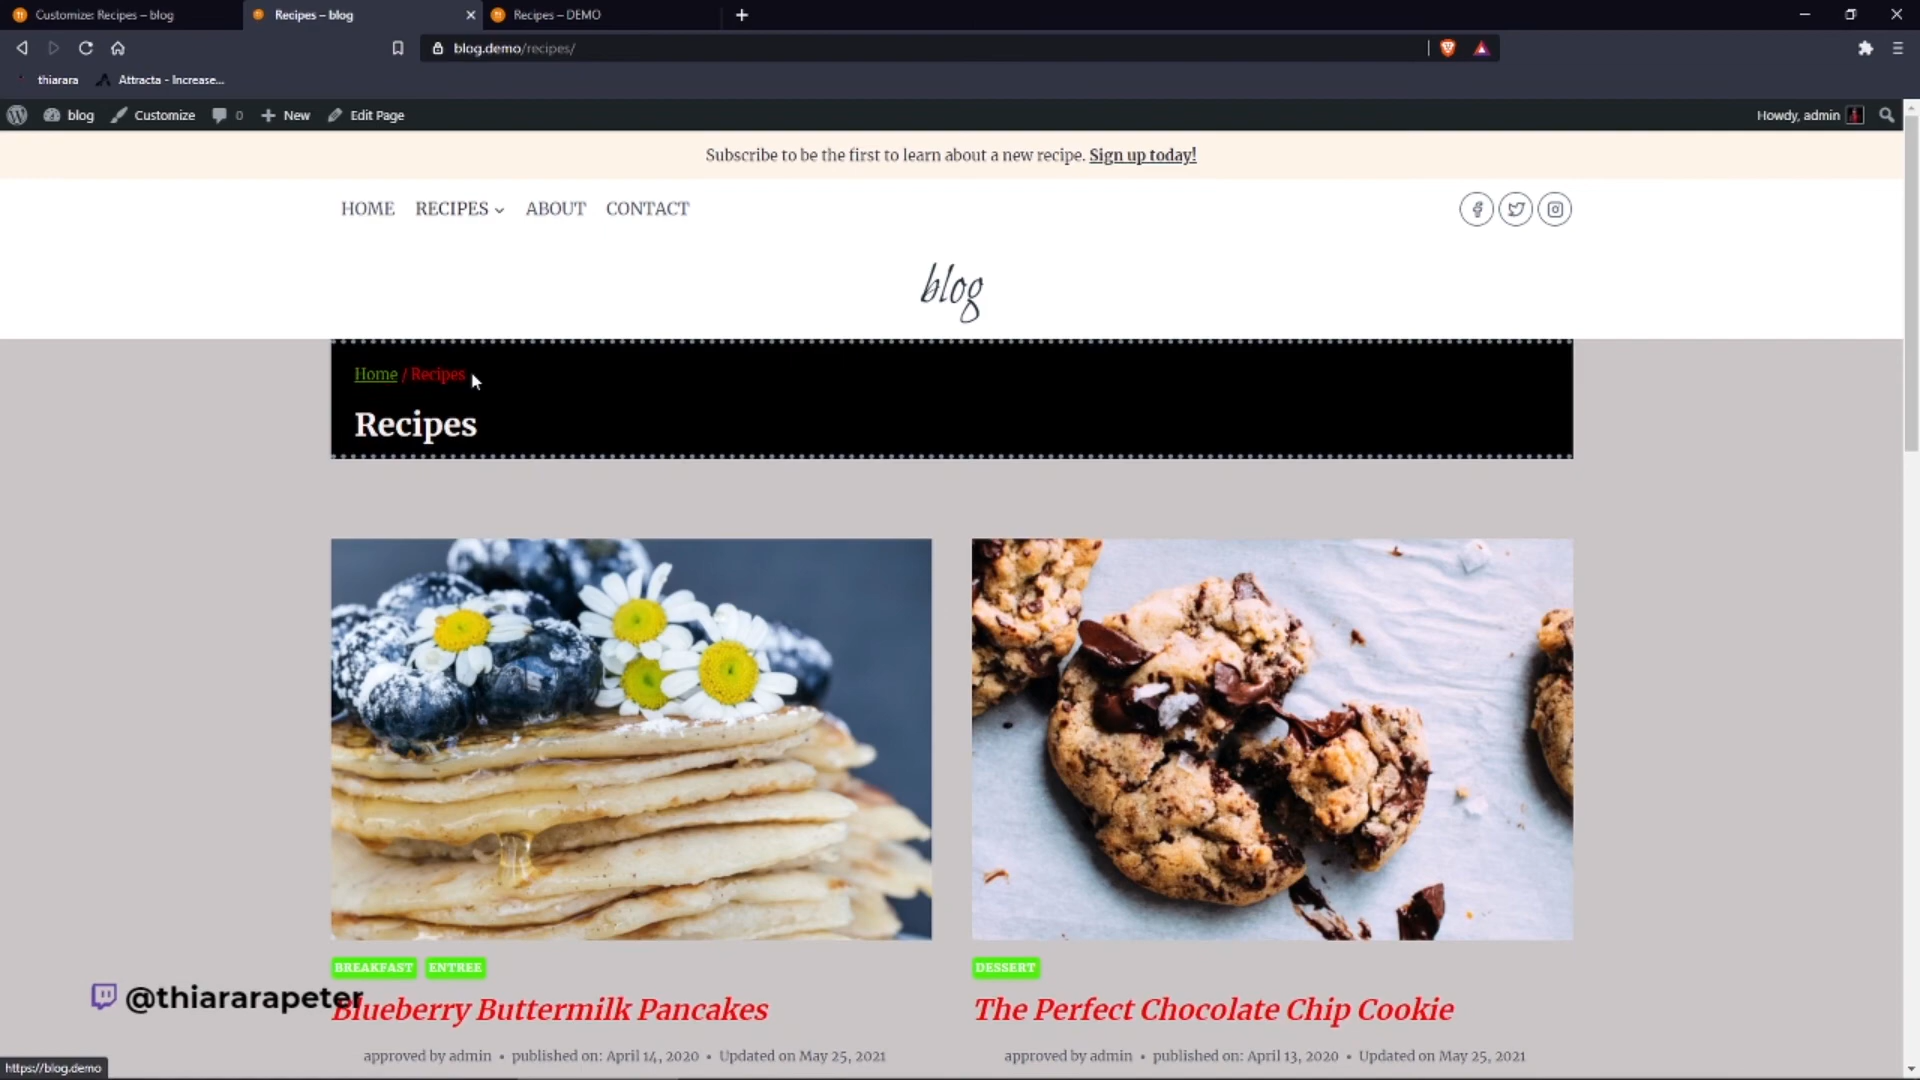 Customize: Recipes – blog
Recipes – blog
Recipes – DEMO
blog.demo/recipes/
thiarara
Attracta - Increase...
blog
Customize
0
New
Edit Page
Howdy, admin
Subscribe to be the first to learn about a new recipe. Sign up today!
HOME
RECIPES
ABOUT
CONTACT
blog
Home / Recipes
Recipes
BREAKFAST
ENTREE
DESSERT
Blueberry Buttermilk Pancakes
The Perfect Chocolate Chip Cookie
@thiararapeter
approved by admin • published on: April 14, 2020 • Updated on May 25, 2021
approved by admin • published on: April 13, 2020 • Updated on May 25, 2021
https://blog.demo